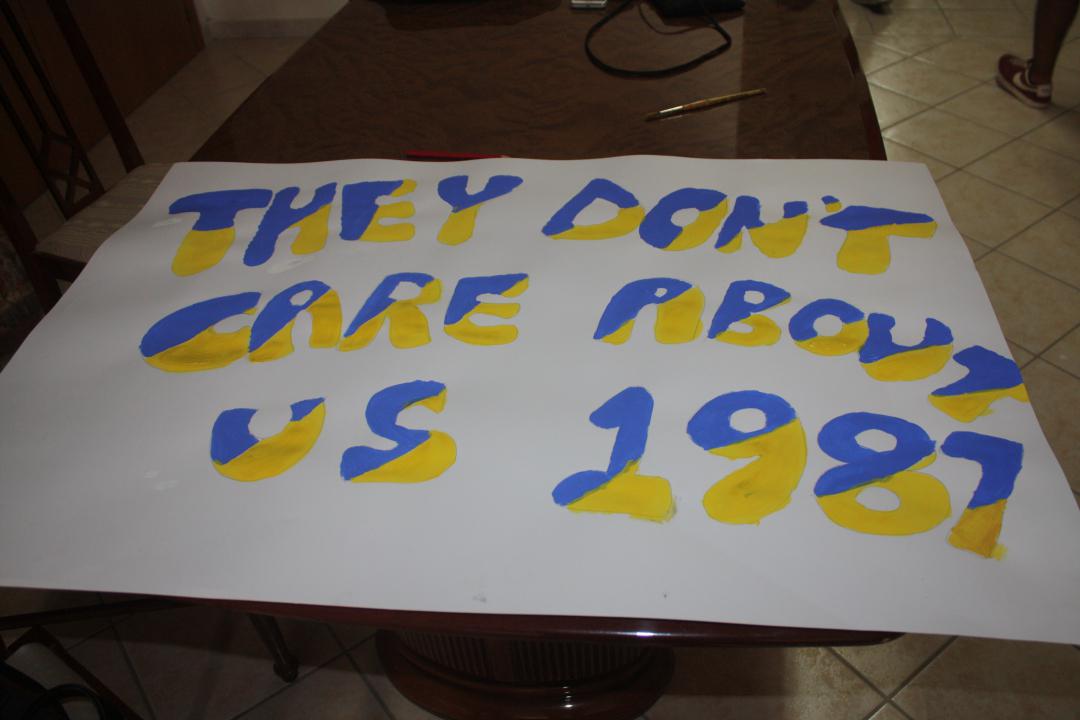 THEY DON'T
CARE ABOUT
US 1987